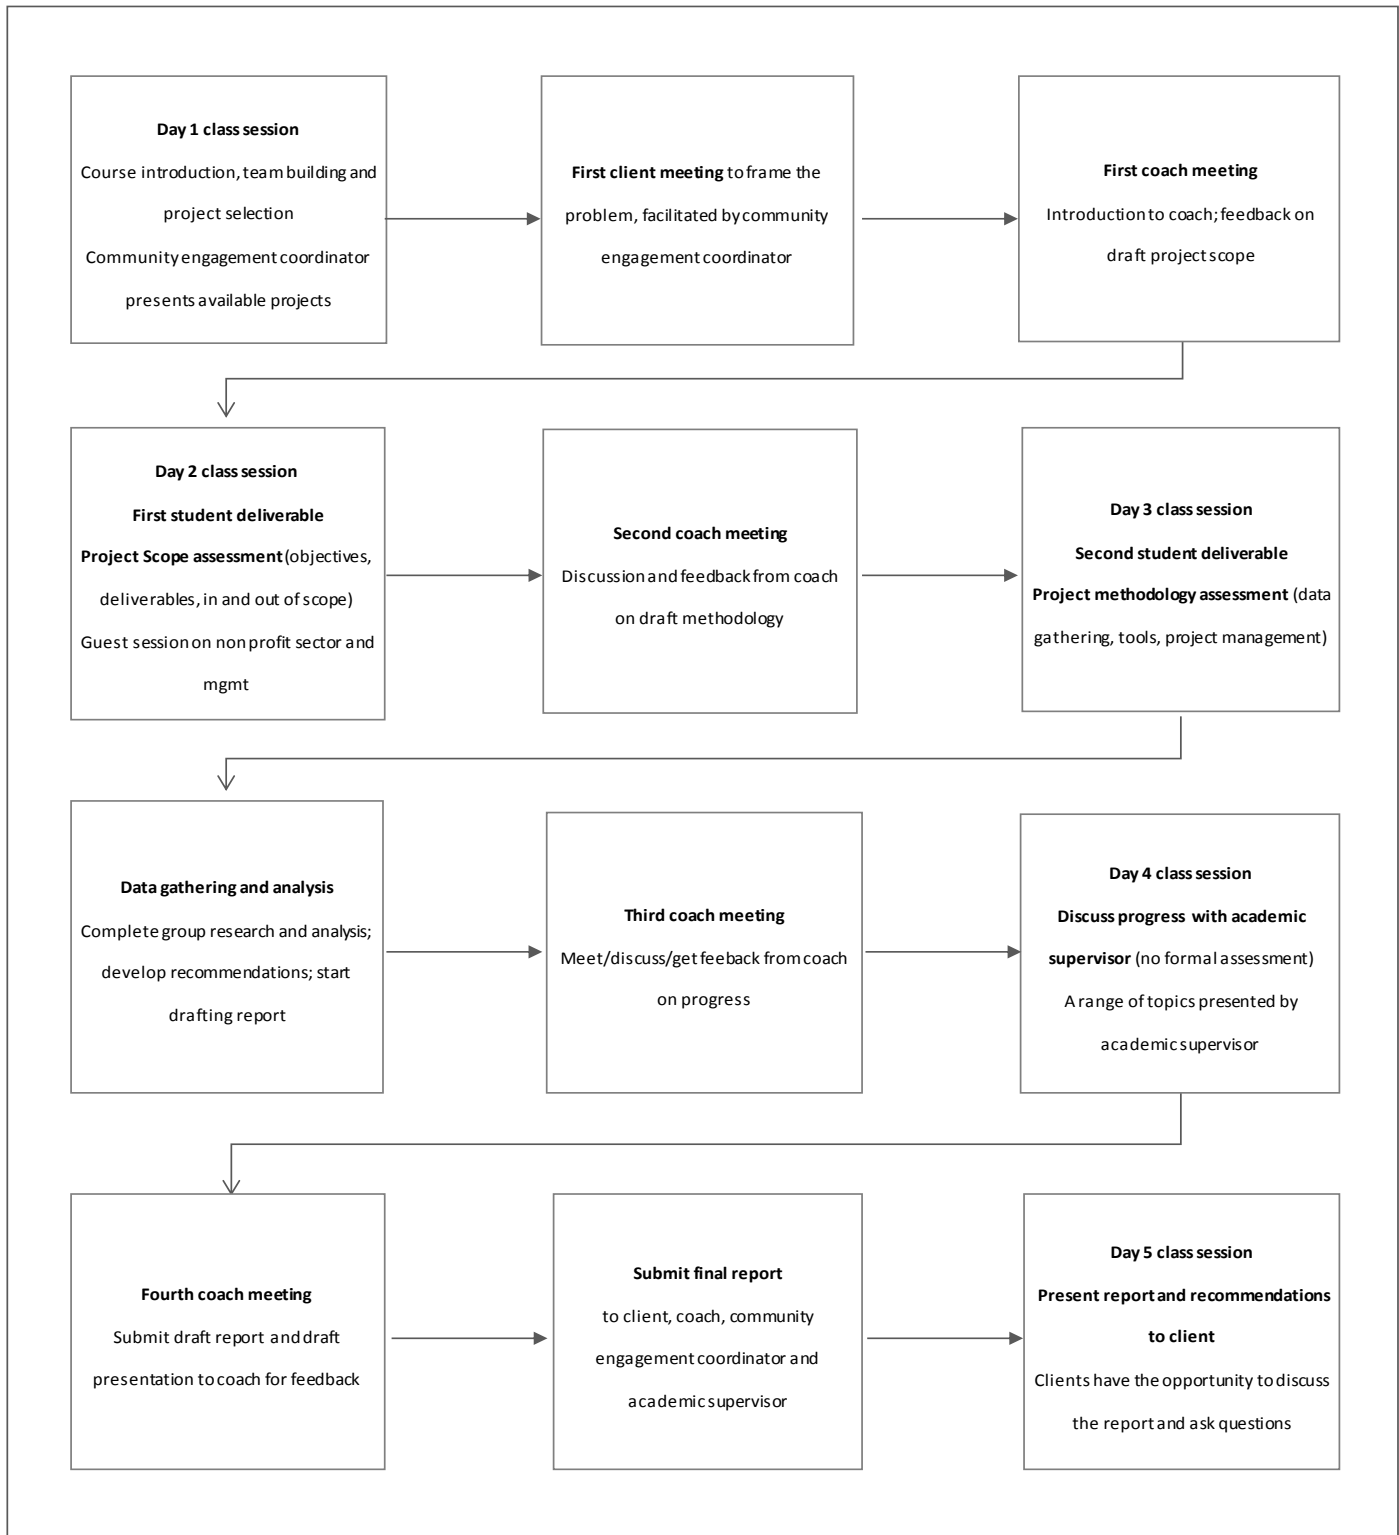 Day 1 class session
Course introduction, team building and
project selection
Community engagement coordinator
presents available projects
First client meeting to frame the
problem, facilitated by community
engagement coordinator
First coach meeting
Introduction to coach; feedback on
draft project scope
Day 2 class session
First student deliverable
Project Scope assessment (objectives,
deliverables, in and out of scope)
Guest session on non profit sector and
mgmt
Second coach meeting
Discussion and feedback from coach
on draft methodology
Day 3 class session
Second student deliverable
Project methodology assessment (data
gathering, tools, project management)
Data gathering and analysis
Complete group research and analysis;
develop recommendations; start
drafting report
Third coach meeting
Meet/discuss/get feeback from coach
on progress
Day 4 class session
Discuss progress with academic
supervisor (no formal assessment)
A range of topics presented by
academic supervisor
Fourth coach meeting
Submit draft report and draft
presentation to coach for feedback
Submit final report
to client, coach, community
engagement coordinator and
academic supervisor
Day 5 class session
Present report and recommendations
to client
Clients have the opportunity to discuss
the report and ask questions